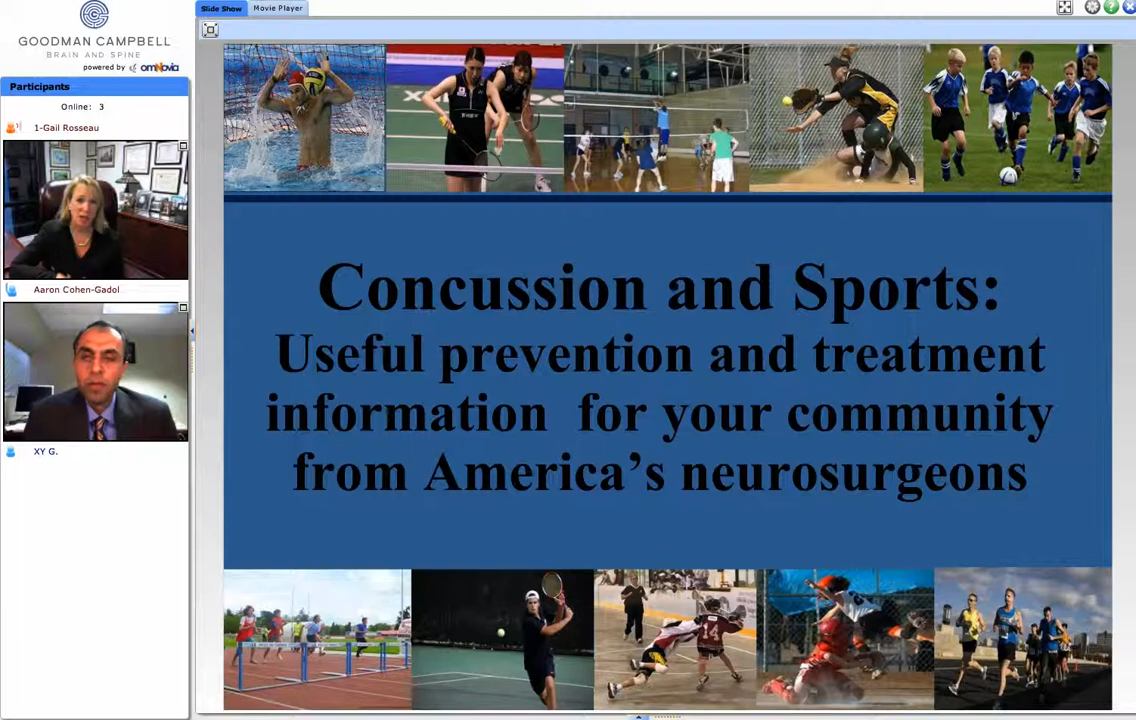 GOODMAN CAMPBELL
BRAIN AND SPINE
powered by omNovia
Participants
Online: 3
1-Gail Rosseau
Aaron Cohen-Gadol
XY G.
Slide Show
Movie Player
Concussion and Sports:
Useful prevention and treatment
information for your community
from America’s neurosurgeons
14